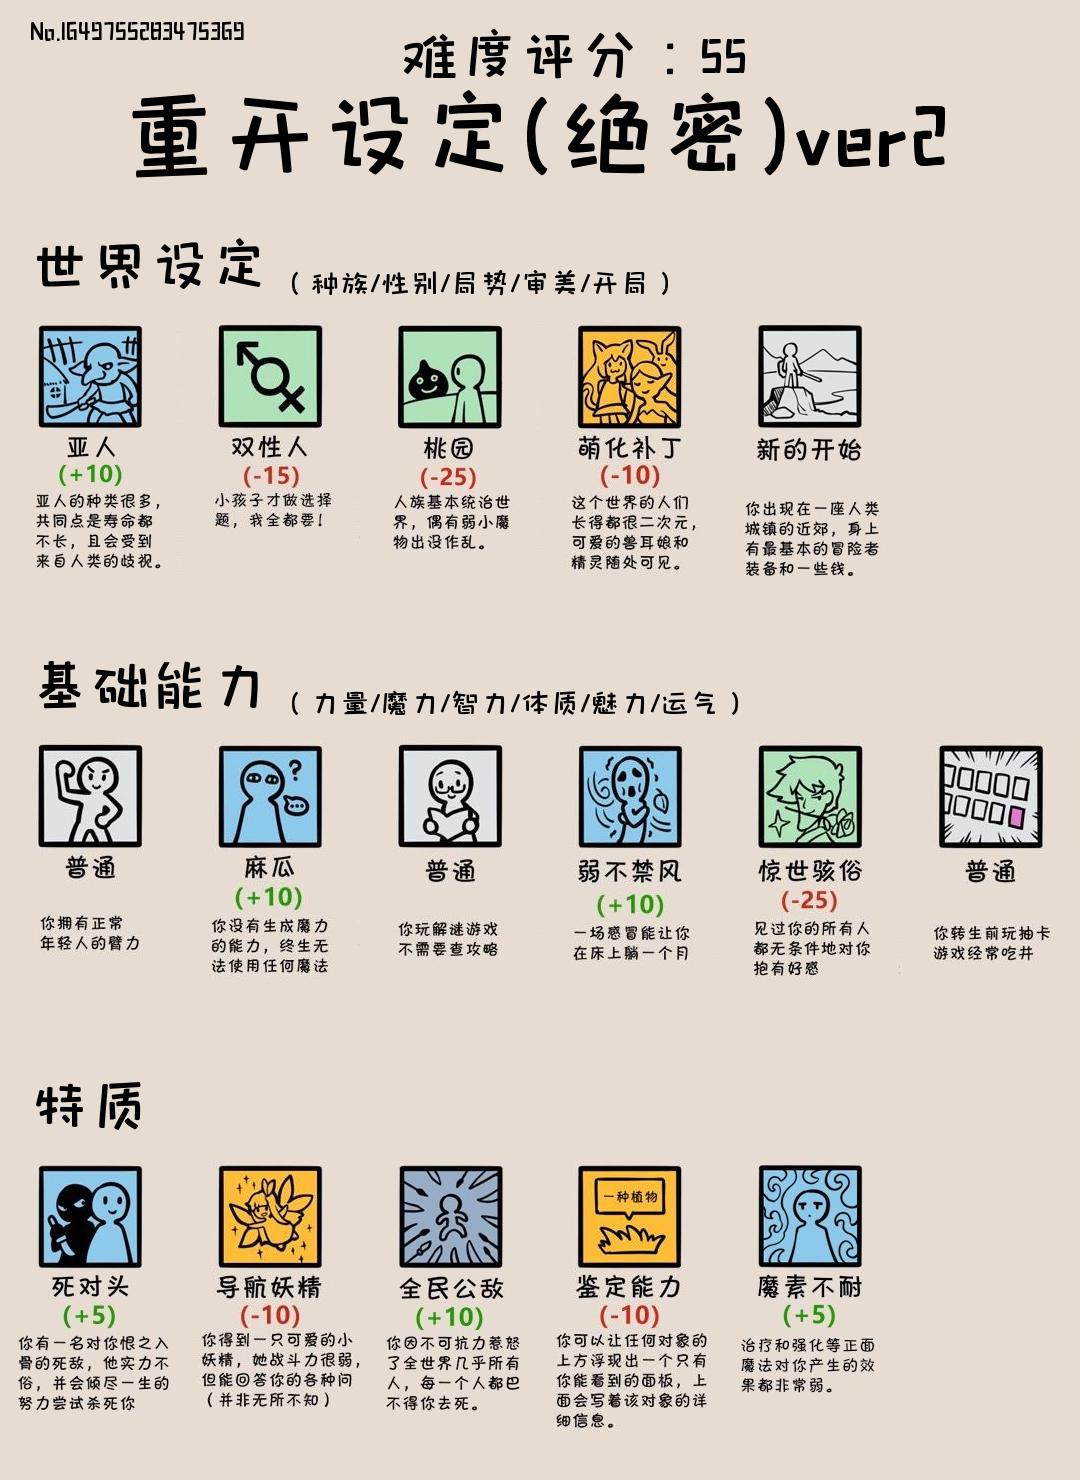 No.1649755283475369
难度评分：55
重开设定(绝密)ver2
世界设定 （种族/性别/局势/审美/开局）
亚人
(+10)
亚人的种类很多，
共同点是寿命都
不长，且会受到
来自人类的歧视。
双性人
(-15)
小孩子才做选择
题，我全都要！
桃园
(-25)
人族基本统治世
界，偶有弱小魔
物出没作乱。
萌化补丁
(-10)
这个世界的人们
长得都很二次元，
可爱的兽耳娘和
精灵随处可见。
新的开始
你出现在一座人类
城镇的近郊，身上
有最基本的冒险者
装备和一些钱。
基础能力 （力量/魔力/智力/体质/魅力/运气）
普通
你拥有正常
年轻人的臂力
?
麻瓜
(+10)
你没有生成魔力
的能力，终生无
法使用任何魔法
普通
你玩解谜游戏
不需要查攻略
弱不禁风
(+10)
一场感冒能让你
在床上躺一个月
惊世骇俗
(-25)
见过你的所有人
都无条件地对你
抱有好感
普通
你转生前玩抽卡
游戏经常吃井
特质
死对头
(+5)
你有一名对你恨之入
骨的死敌，他实力不
俗，并会倾尽一生的
努力尝试杀死你
导航妖精
(-10)
你得到一只可爱的小
妖精，她战斗力很弱，
但能回答你的各种问
（并非无所不知）
全民公敌
(+10)
你因不可抗力惹怒
了全世界几乎所有
人，每一个人都巴
不得你去死。
一种植物
鉴定能力
(-10)
你可以让任何对象的
上方浮现出一个只有
你能看到的面板，上
面会写着该对象的详
细信息。
魔素不耐
(+5)
治疗和强化等正面
魔法对你产生的效
果都非常弱。